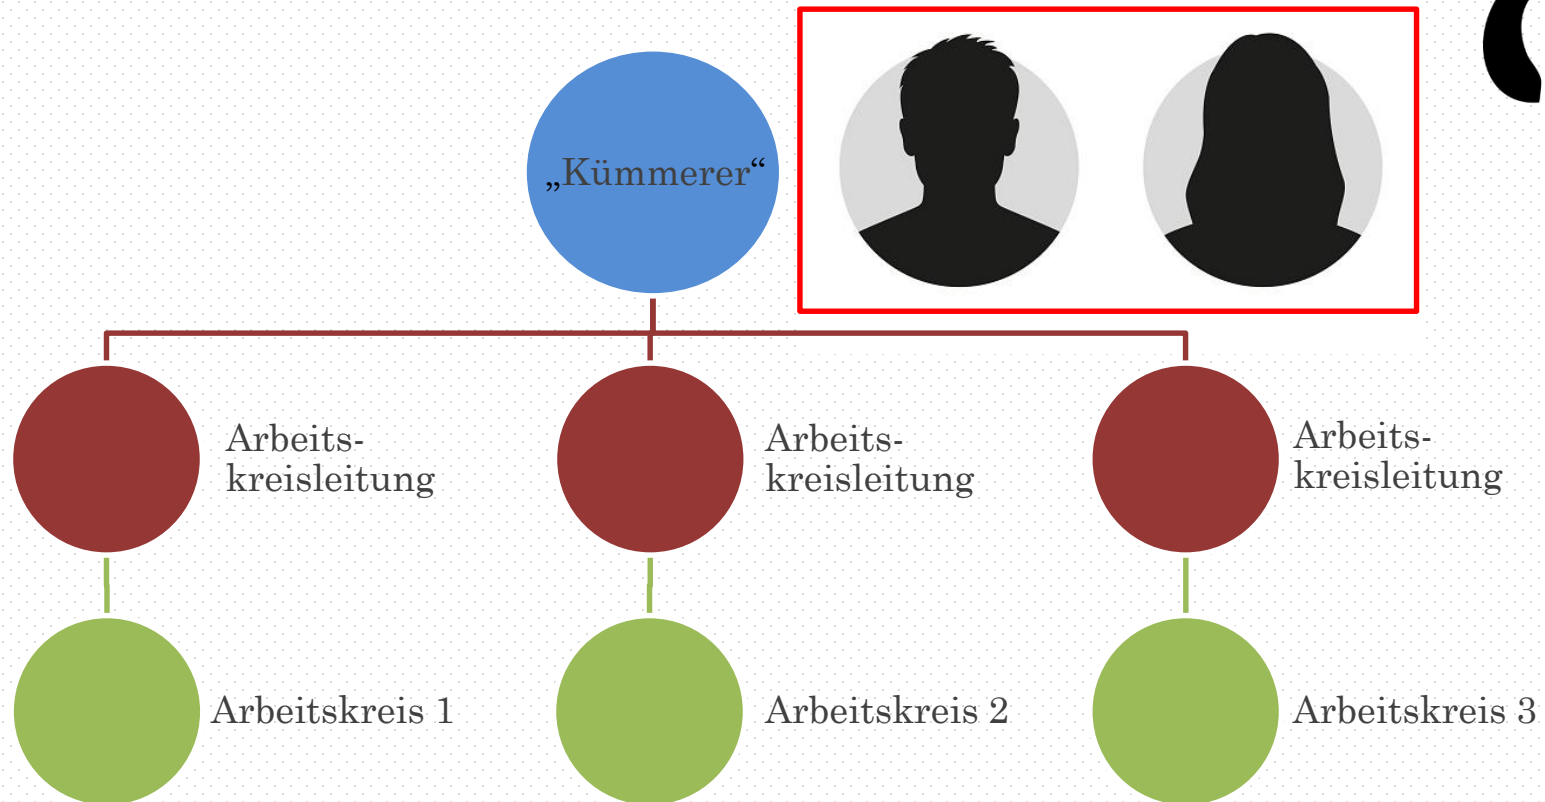 „Kümmerer“
Arbeits-
kreisleitung
Arbeits-
kreisleitung
Arbeits-
kreisleitung
Arbeitskreis 1
Arbeitskreis 2
Arbeitskreis 3